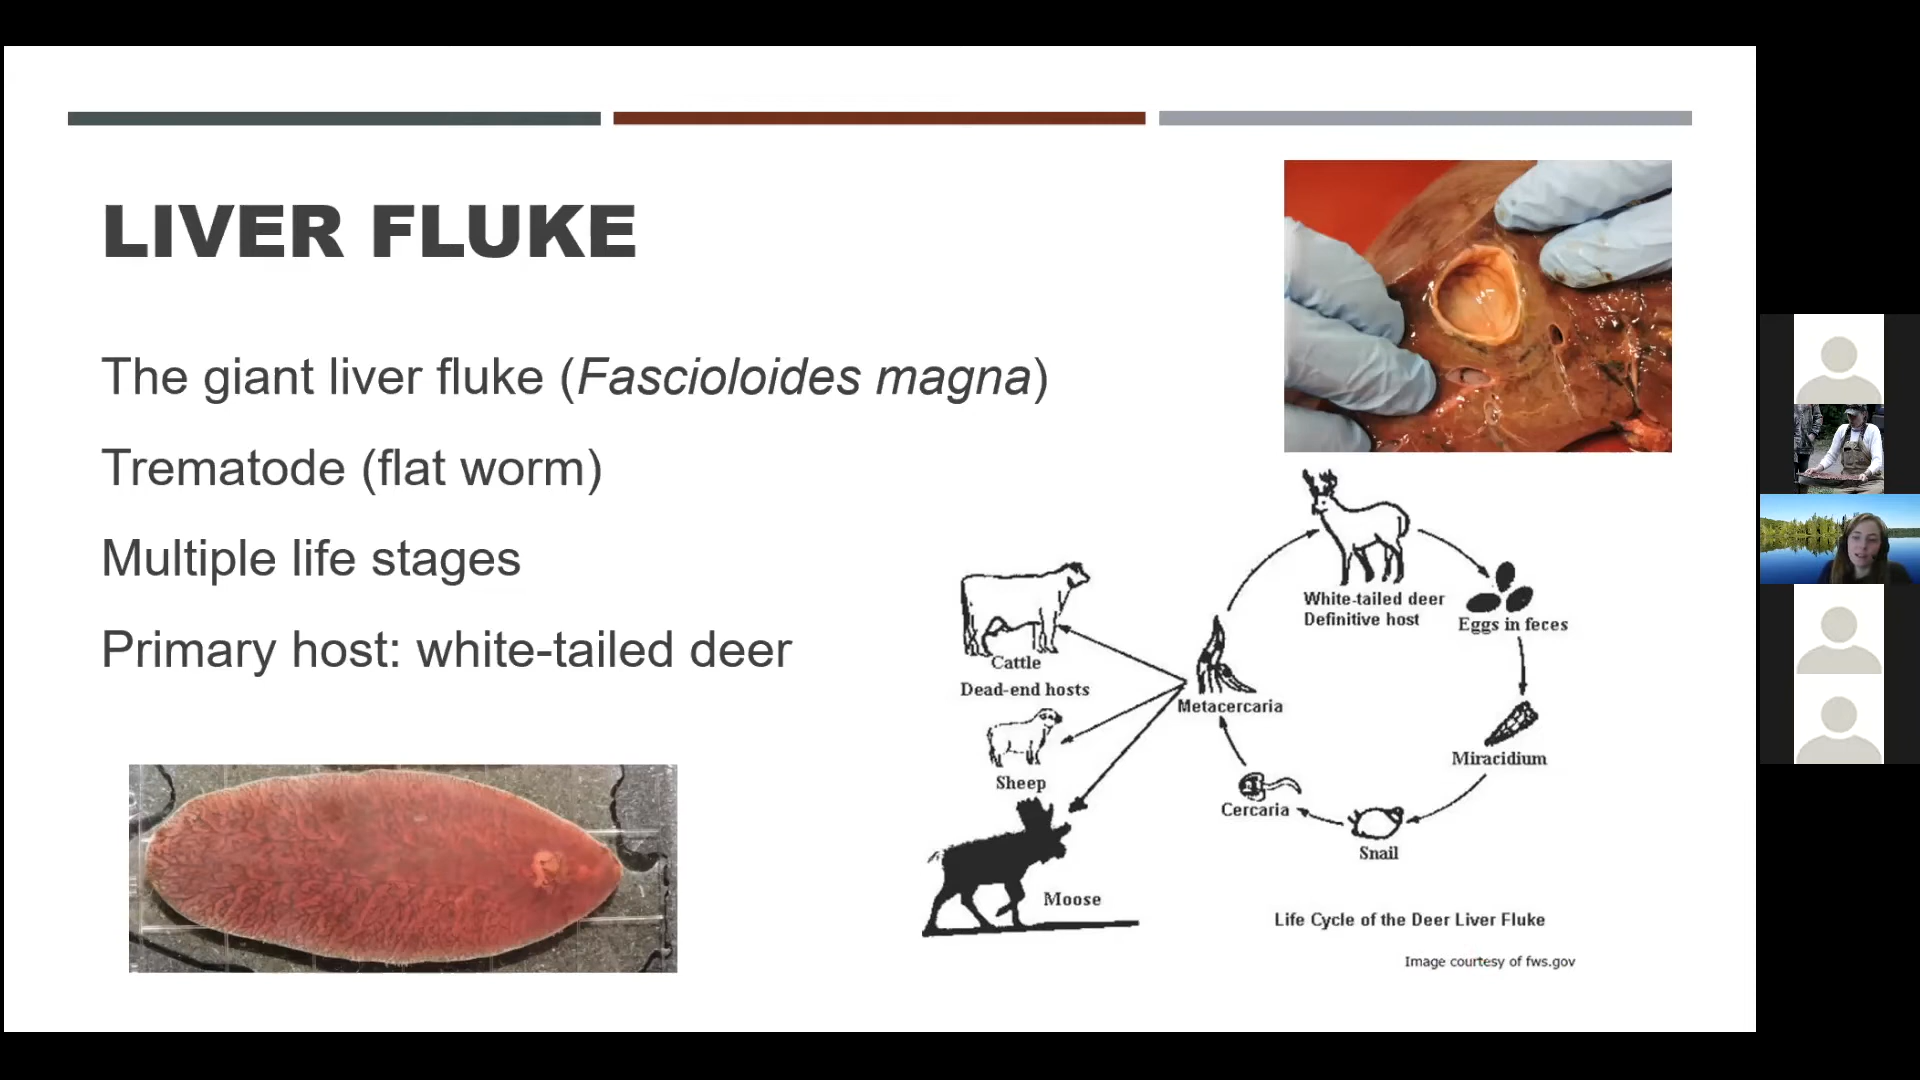 LIVER FLUKE
The giant liver fluke (Fascioloides magna)
Trematode (flat worm)
Multiple life stages
Primary host: white-tailed deer
White-tailed deer
Definitive host
Eggs in feces
Miracidium
Snail
Cercaria
Metacercaria
Cattle
Dead-end hosts
Sheep
Moose
Life Cycle of the Deer Liver Fluke
Image courtesy of fws.gov